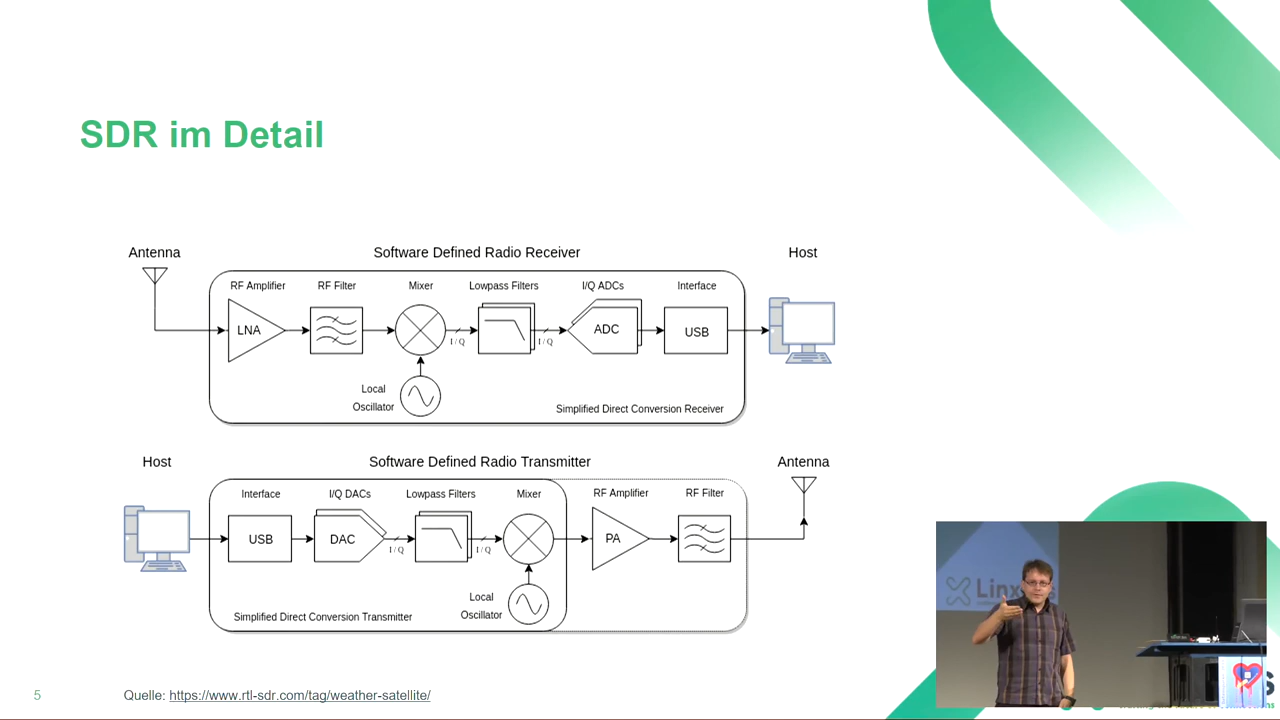 SDR im Detail
Antenna
Software Defined Radio Receiver
Host
RF Amplifier
RF Filter
Mixer
Lowpass Filters
I/Q ADCs
Interface
LNA
I / Q
I / Q
ADC
USB
Local
Oscillator
Simplified Direct Conversion Receiver
Host
Software Defined Radio Transmitter
Antenna
Interface
I/Q DACs
Lowpass Filters
Mixer
RF Amplifier
RF Filter
USB
DAC
I / Q
I / Q
PA
Local
Oscillator
Simplified Direct Conversion Transmitter
5
Quelle: https://www.rtl-sdr.com/tag/weather-satellite/